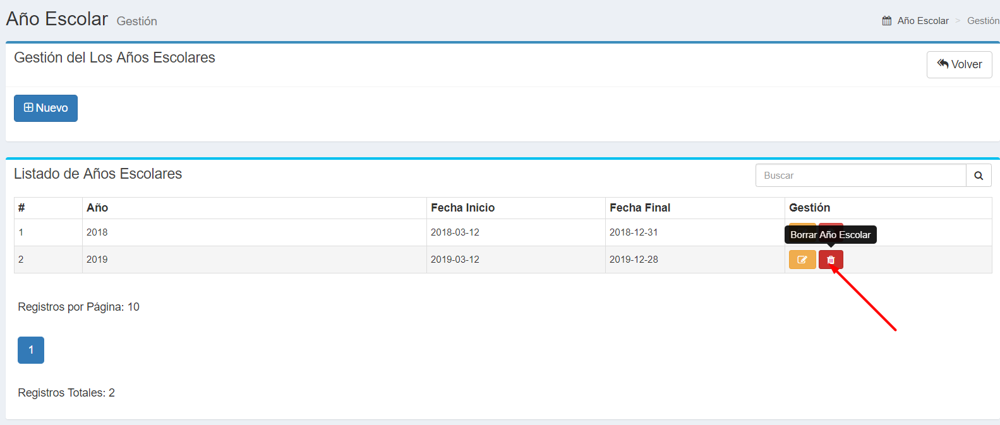 Año Escolar Gestión
Año Escolar > Gestión
Gestión del Los Años Escolares
Volver
Nuevo
Listado de Años Escolares
Buscar
# Año Fecha Inicio Fecha Final Gestión
1 2018 2018-03-12 2018-12-31
Borrar Año Escolar
2 2019 2019-03-12 2019-12-28
Registros por Página: 10
1
Registros Totales: 2